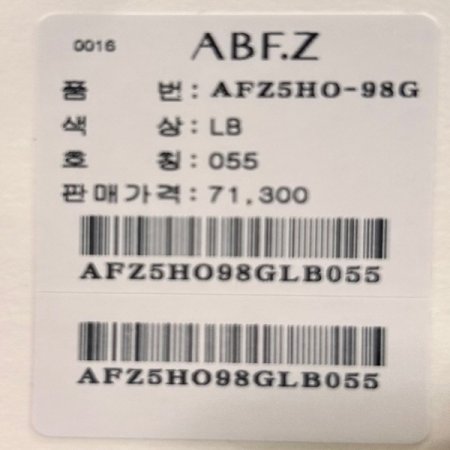 0016 ABF.Z
품 번 : AFZ5HO-98G
색 상 : LB
호 칭 : 055
판매가격 : 71,300
AFZ5HO98GLB055
AFZ5HO98GLB055